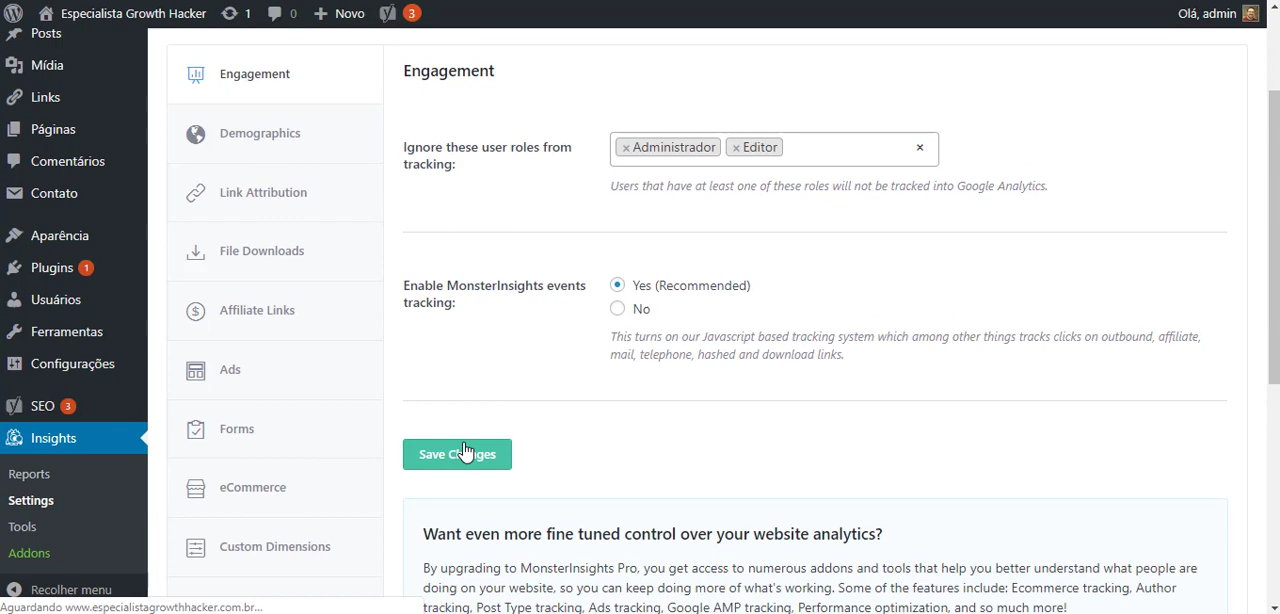 Especialista Growth Hacker 1 0 Novo 3 Olá, admin
Posts
Mídia
Links
Páginas
Comentários
Contato
Aparência
Plugins 1
Usuários
Ferramentas
Configurações
SEO 3
Insights
Reports
Settings
Tools
Addons
Recolher menu
Aguardando www.especialistagrowthhacker.com.br...
Engagement
Demographics
Link Attribution
File Downloads
Affiliate Links
Ads
Forms
eCommerce
Custom Dimensions
Engagement
Ignore these user roles from
tracking:
× Administrador × Editor ×
Users that have at least one of these roles will not be tracked into Google Analytics.
Enable MonsterInsights events
tracking:
Yes (Recommended)
No
This turns on our Javascript based tracking system which among other things tracks clicks on outbound, affiliate,
mail, telephone, hashed and download links.
Save Changes
Want even more fine tuned control over your website analytics?
By upgrading to MonsterInsights Pro, you get access to numerous addons and tools that help you better understand what people are
doing on your website, so you can keep doing more of what's working. Some of the features include: Ecommerce tracking, Author
tracking, Post Type tracking, Ads tracking, Google AMP tracking, Performance optimization, and so much more!